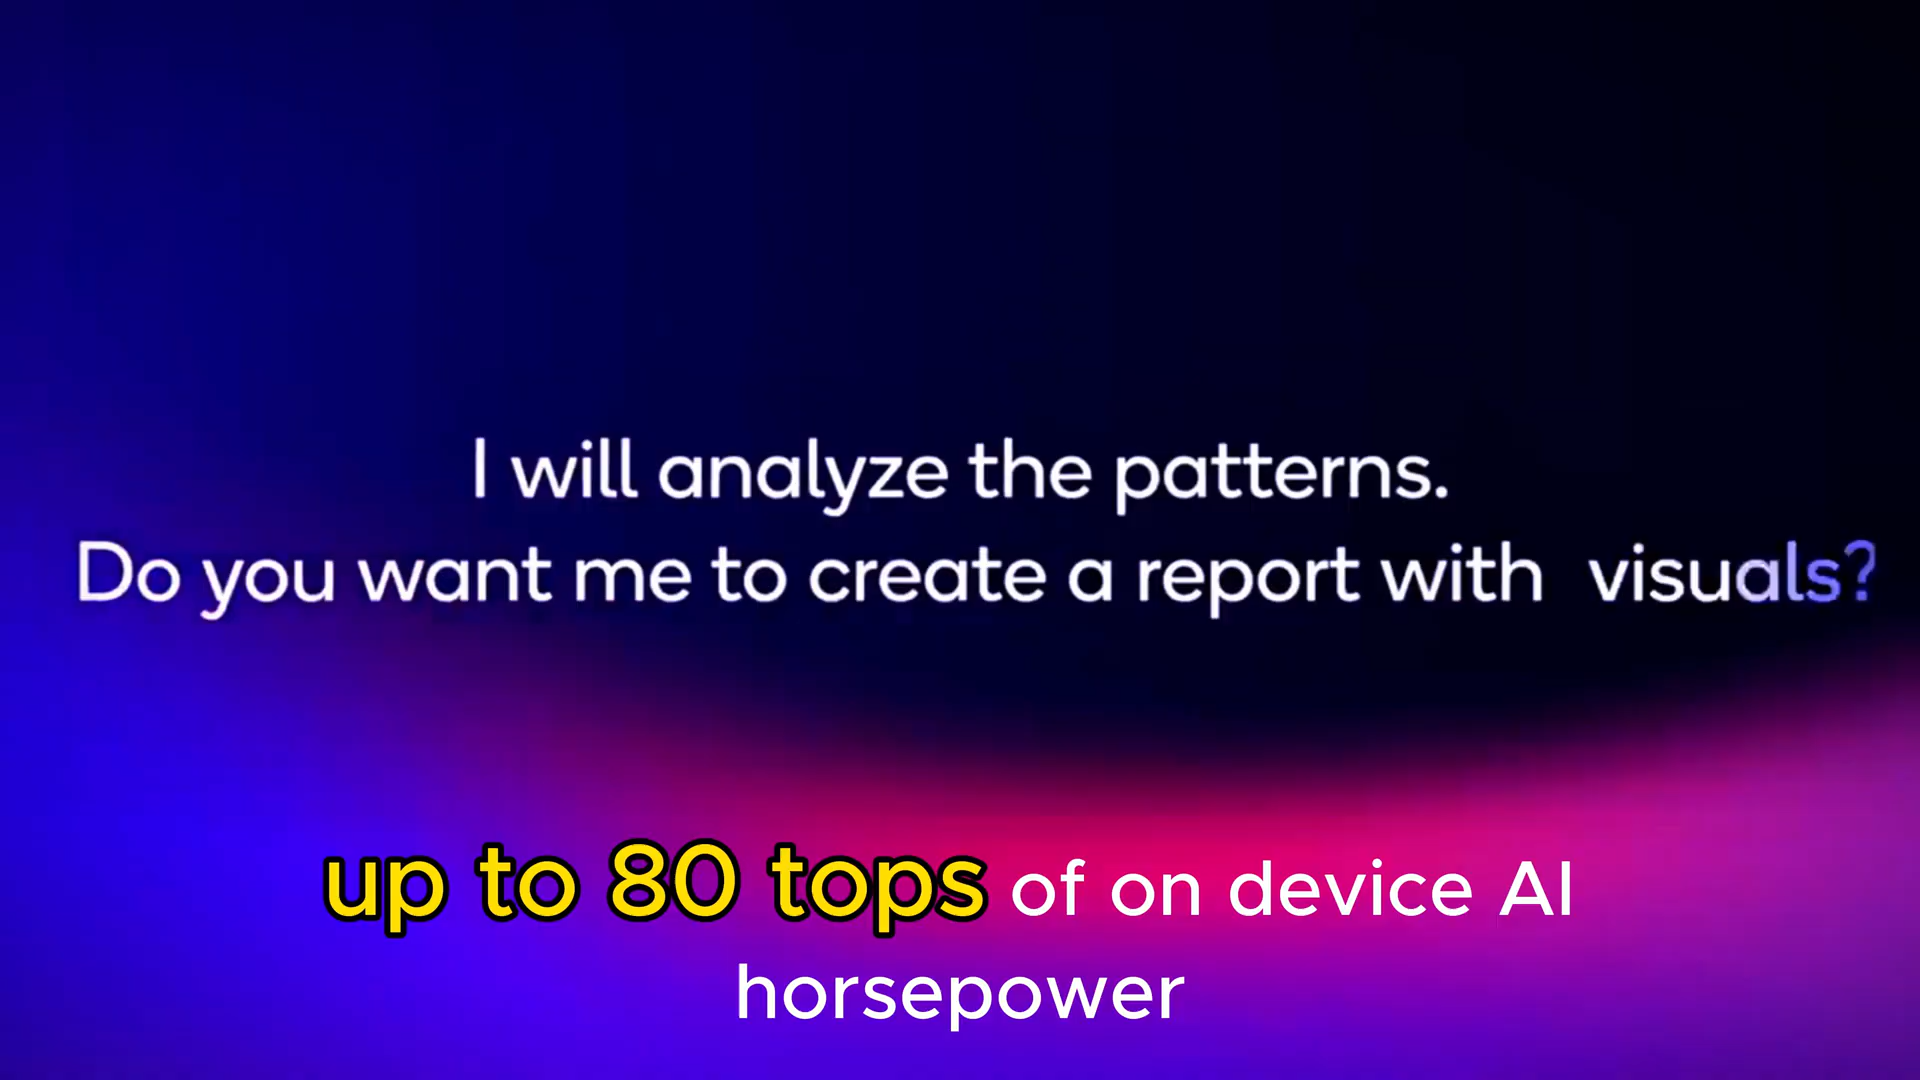 I will analyze the patterns.
Do you want me to create a report with visuals?
up to 80 tops of on device AI
horsepower